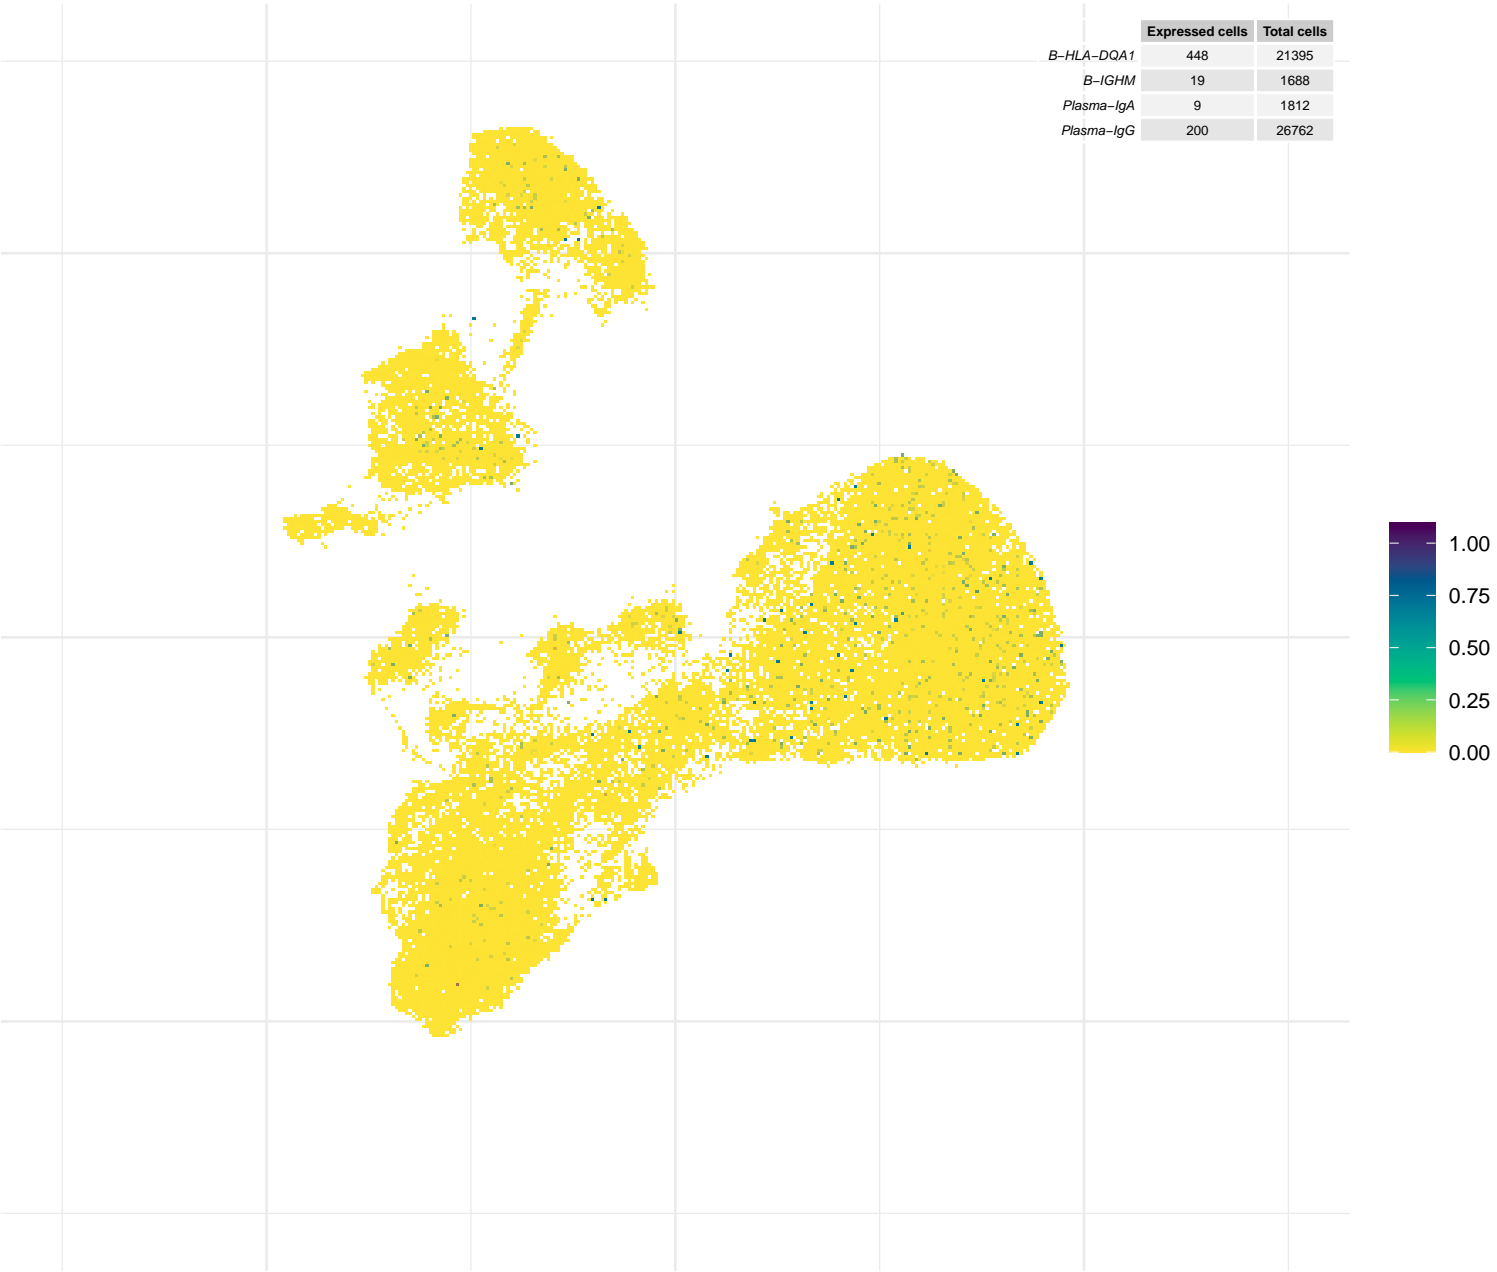 Expressed cells Total cells
B−HLA−DQA1 448 21395
B−IGHM 19 1688
Plasma−IgA 9 1812
Plasma−IgG 200 26762
1.00
0.75
0.50
0.25
0.00